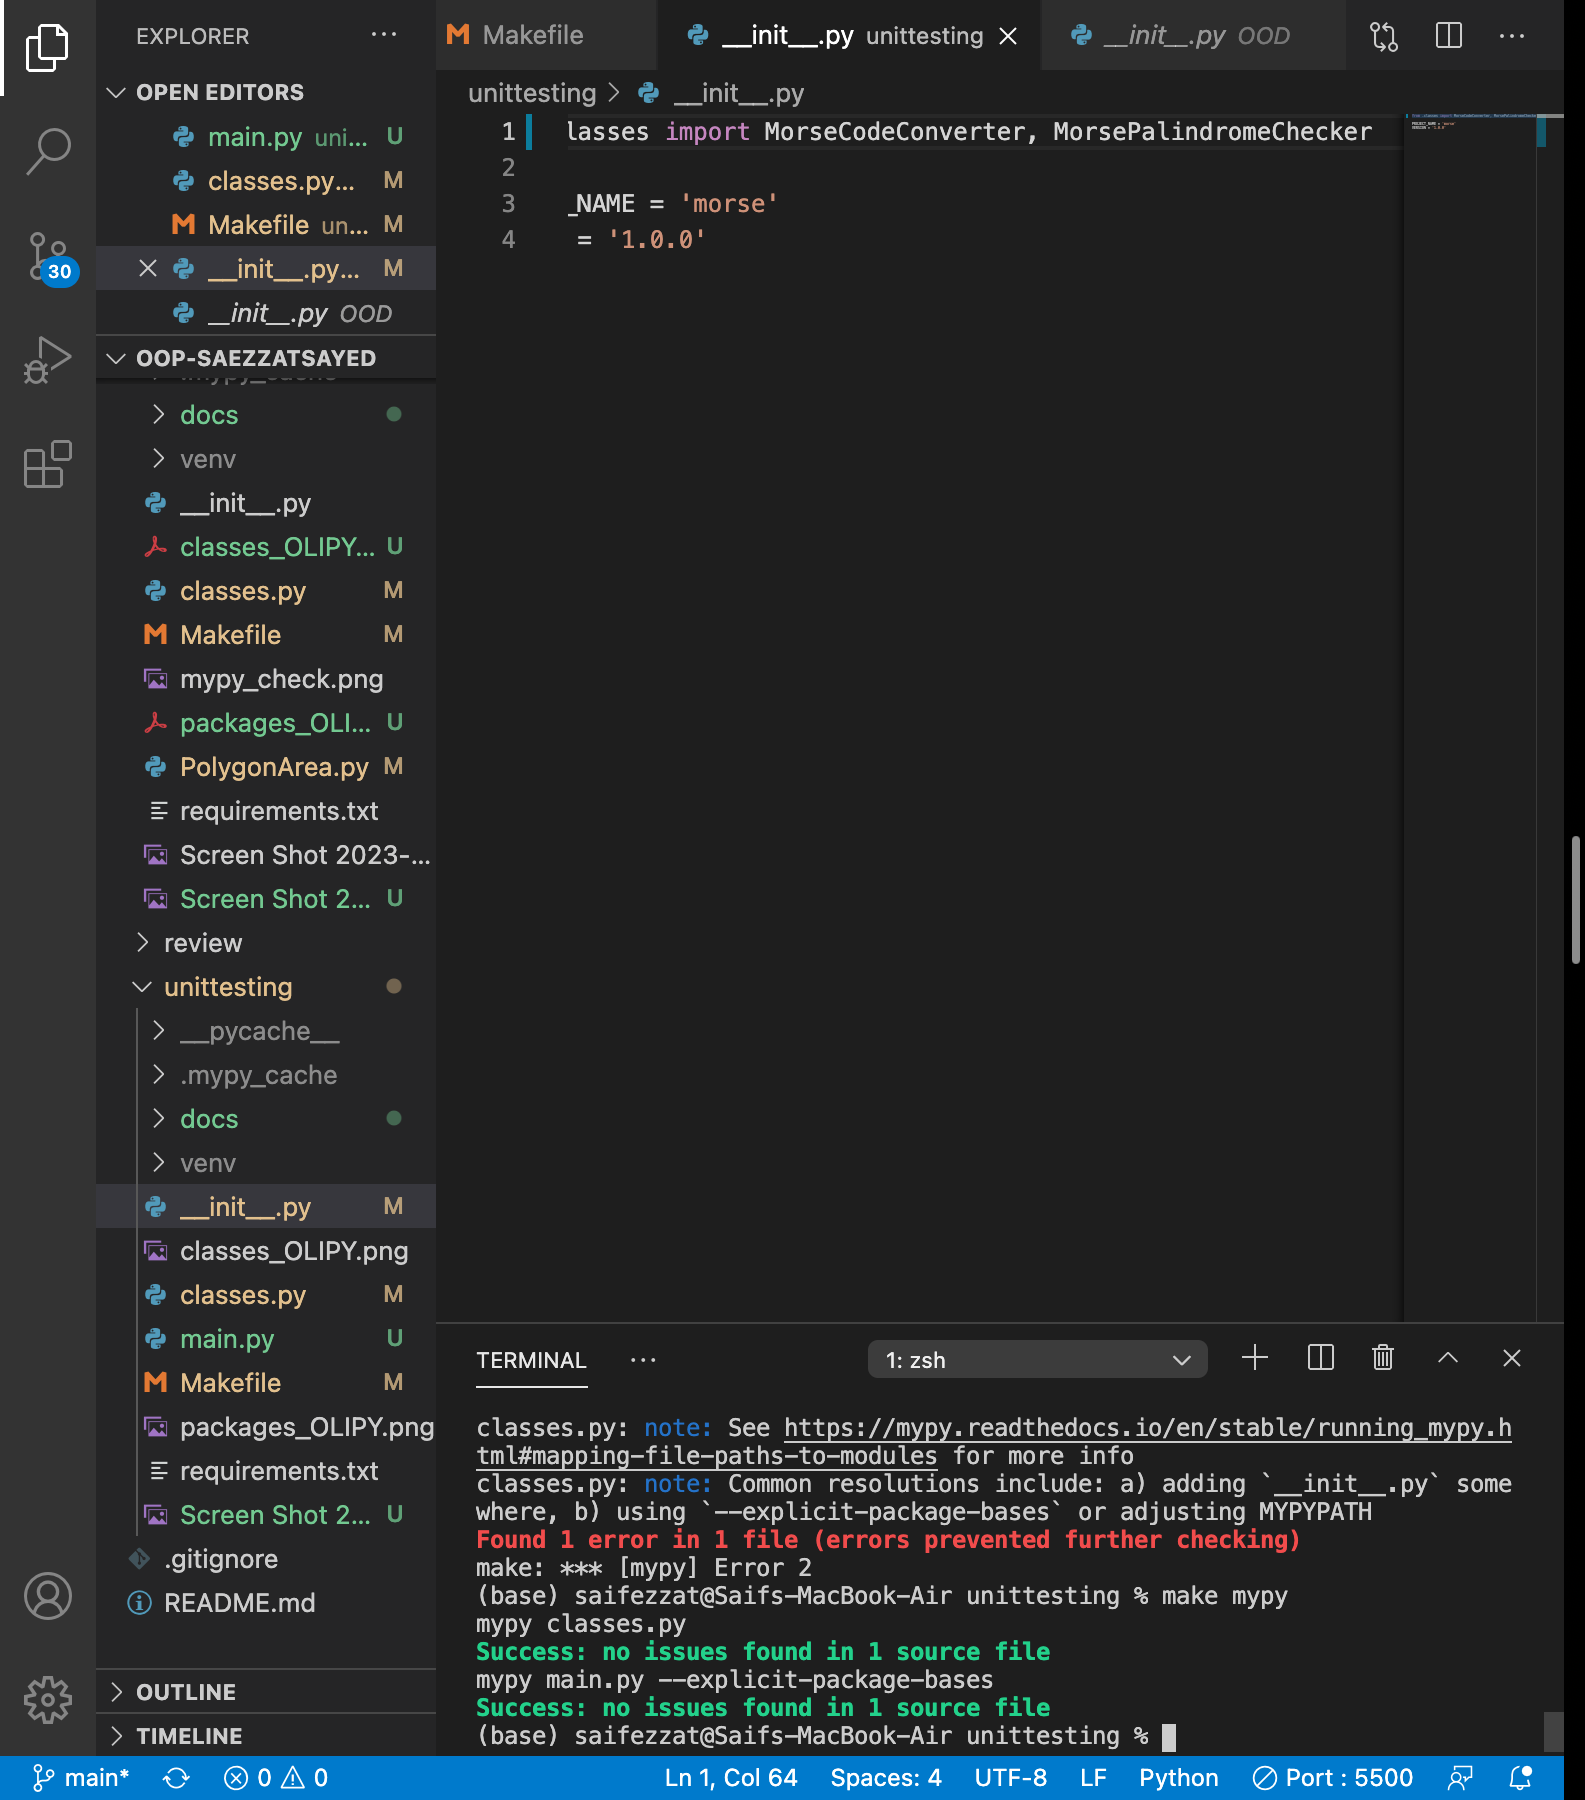 EXPLORER
OPEN EDITORS
main.py uni... U
classes.py... M
Makefile un... M
__init__.py... M
__init__.py OOD
OOP-SAEZZATSAYED
.mypy_cache
docs
venv
__init__.py
classes_OLIPY... U
classes.py M
Makefile M
mypy_check.png
packages_OLI... U
PolygonArea.py M
requirements.txt
Screen Shot 2023-...
Screen Shot 2... U
review
unittesting
__pycache__
.mypy_cache
docs
venv
__init__.py M
classes_OLIPY.png
classes.py M
main.py U
Makefile M
packages_OLIPY.png
requirements.txt
Screen Shot 2... U
.gitignore
README.md
OUTLINE
TIMELINE
30
Makefile
__init__.py unittesting
__init__.py OOD
unittesting > __init__.py
1 lasses import MorseCodeConverter, MorsePalindromeChecker
2
3 _NAME = 'morse'
4 = '1.0.0'
TERMINAL
1: zsh
classes.py: note: See https://mypy.readthedocs.io/en/stable/running_mypy.h
tml#mapping-file-paths-to-modules for more info
classes.py: note: Common resolutions include: a) adding `__init__.py` some
where, b) using `--explicit-package-bases` or adjusting MYPYPATH
Found 1 error in 1 file (errors prevented further checking)
make: *** [mypy] Error 2
(base) saifezzat@Saifs-MacBook-Air unittesting % make mypy
mypy classes.py
Success: no issues found in 1 source file
mypy main.py --explicit-package-bases
Success: no issues found in 1 source file
(base) saifezzat@Saifs-MacBook-Air unittesting %
main* 0 0 Ln 1, Col 64 Spaces: 4 UTF-8 LF Python Port : 5500